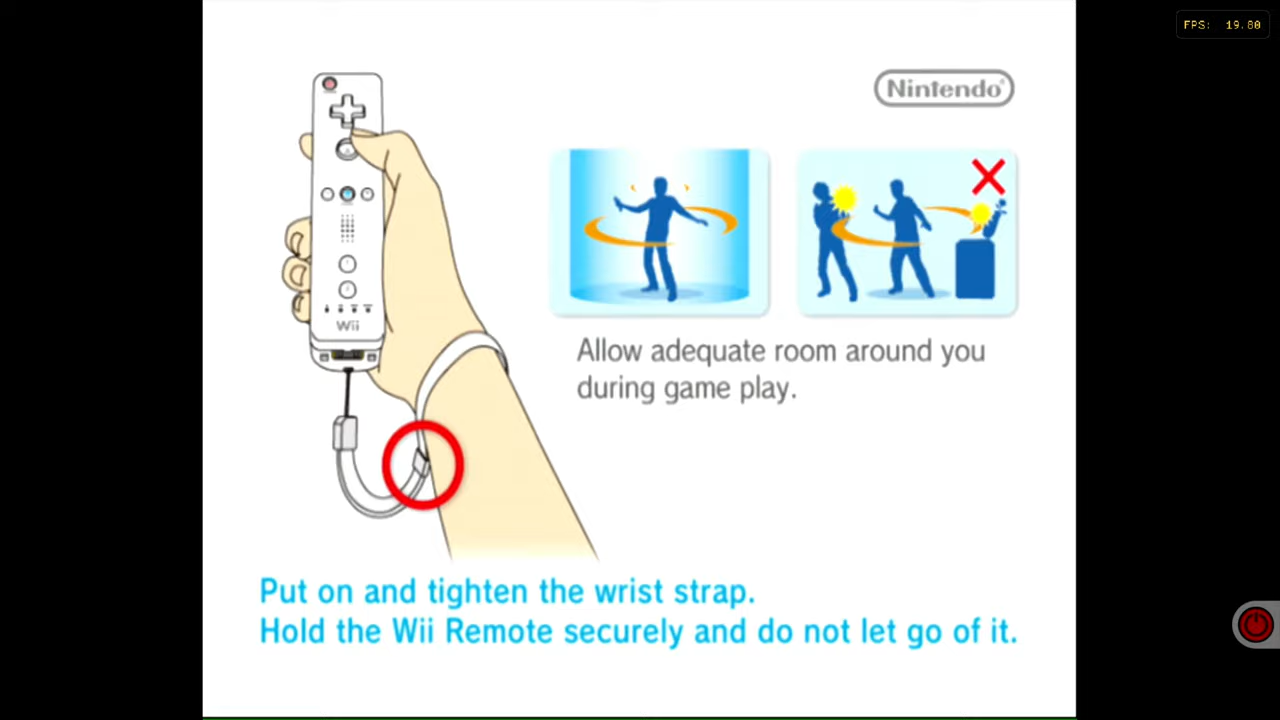 FPS: 19.80
Nintendo®
Allow adequate room around you
during game play.
Wii
Put on and tighten the wrist strap.
Hold the Wii Remote securely and do not let go of it.